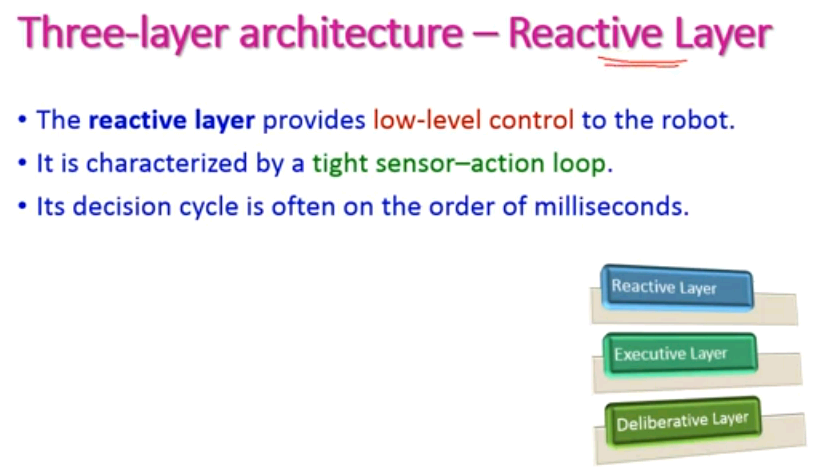 Three-layer architecture – Reactive Layer
• The reactive layer provides low-level control to the robot.
• It is characterized by a tight sensor–action loop.
• Its decision cycle is often on the order of milliseconds.
Reactive Layer
Executive Layer
Deliberative Layer